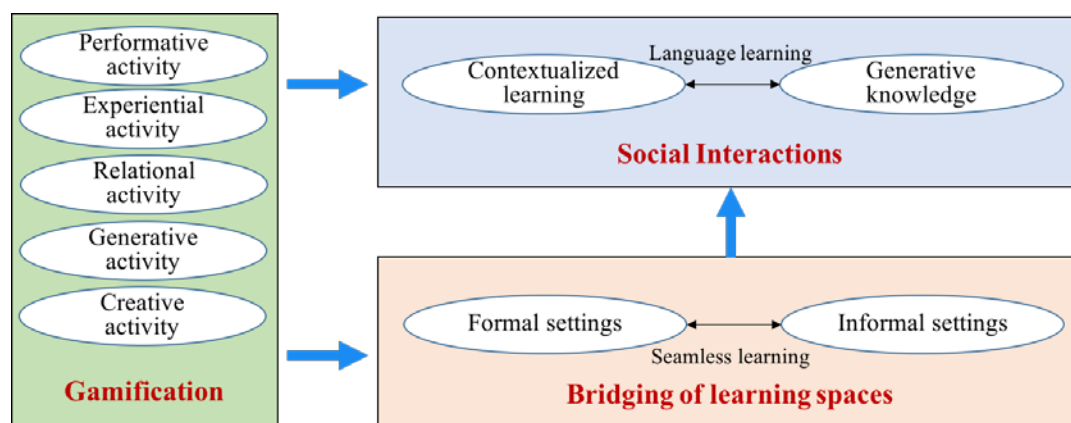 Performative
activity
Experiential
activity
Relational
activity
Generative
activity
Creative
activity
Gamification
Contextualized
learning
Language learning
Generative
knowledge
Social Interactions
Formal settings
Seamless learning
Informal settings
Bridging of learning spaces